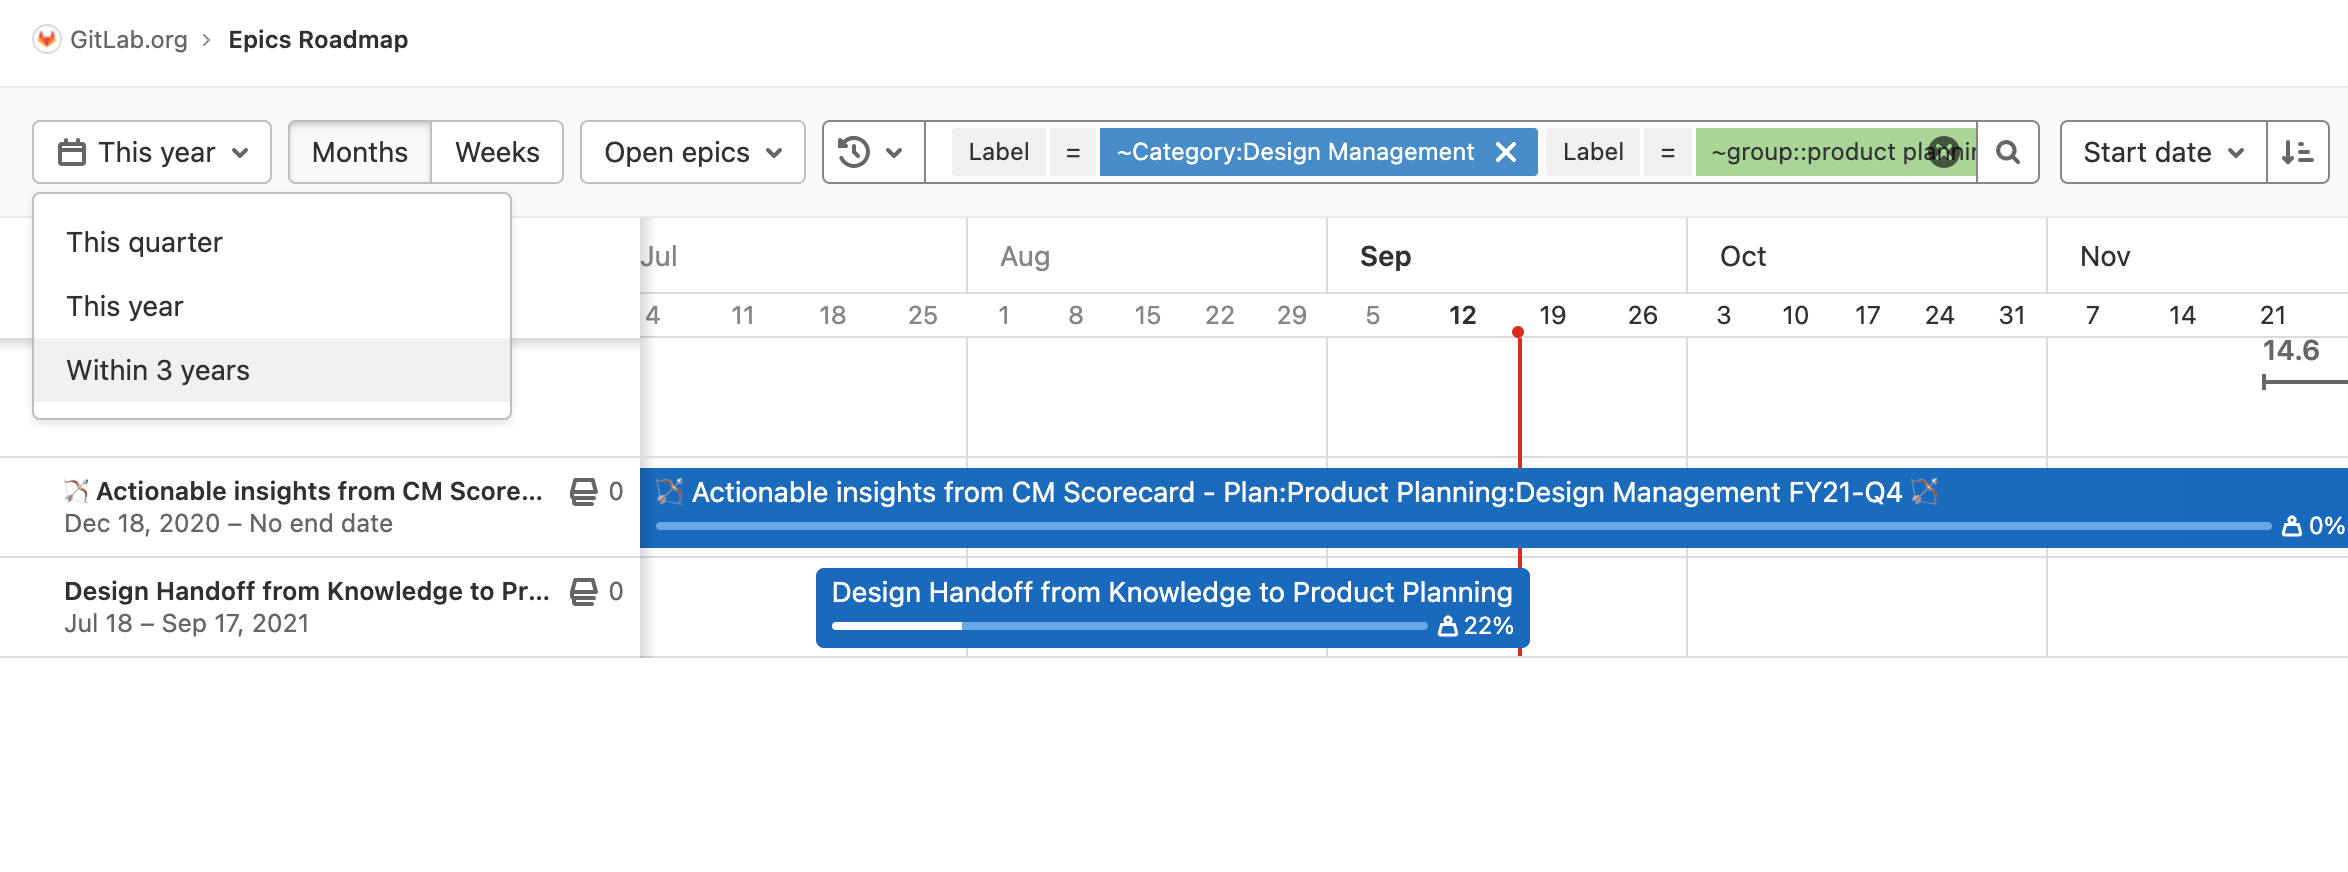 GitLab.org › Epics Roadmap
This year Months Weeks Open epics Label = ~Category:Design Management Label = ~group::product Start date
This quarter
This year
Within 3 years
Jul Aug Sep Oct Nov
4 11 18 25 1 8 15 22 29 5 12 19 26 3 10 17 24 31 7 14 21
14.6
Actionable insights from CM Score... 0
Dec 18, 2020 – No end date
Actionable insights from CM Scorecard - Plan:Product Planning:Design Management FY21-Q4
0%
Design Handoff from Knowledge to Pr... 0
Jul 18 – Sep 17, 2021
Design Handoff from Knowledge to Product Planning
22%